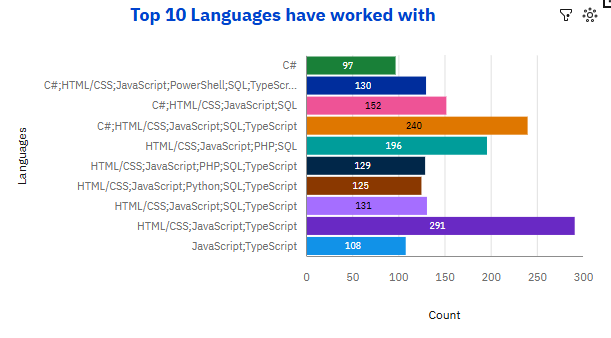 Top 10 Languages have worked with
Languages
C# 97
C#;HTML/CSS;JavaScript;PowerShell;SQL;TypeScr... 130
C#;HTML/CSS;JavaScript;SQL 152
C#;HTML/CSS;JavaScript;SQL;TypeScript 240
HTML/CSS;JavaScript;PHP;SQL 196
HTML/CSS;JavaScript;PHP;SQL;TypeScript 129
HTML/CSS;JavaScript;Python;SQL;TypeScript 125
HTML/CSS;JavaScript;SQL;TypeScript 131
HTML/CSS;JavaScript;TypeScript 291
JavaScript;TypeScript 108
0 50 100 150 200 250 300
Count